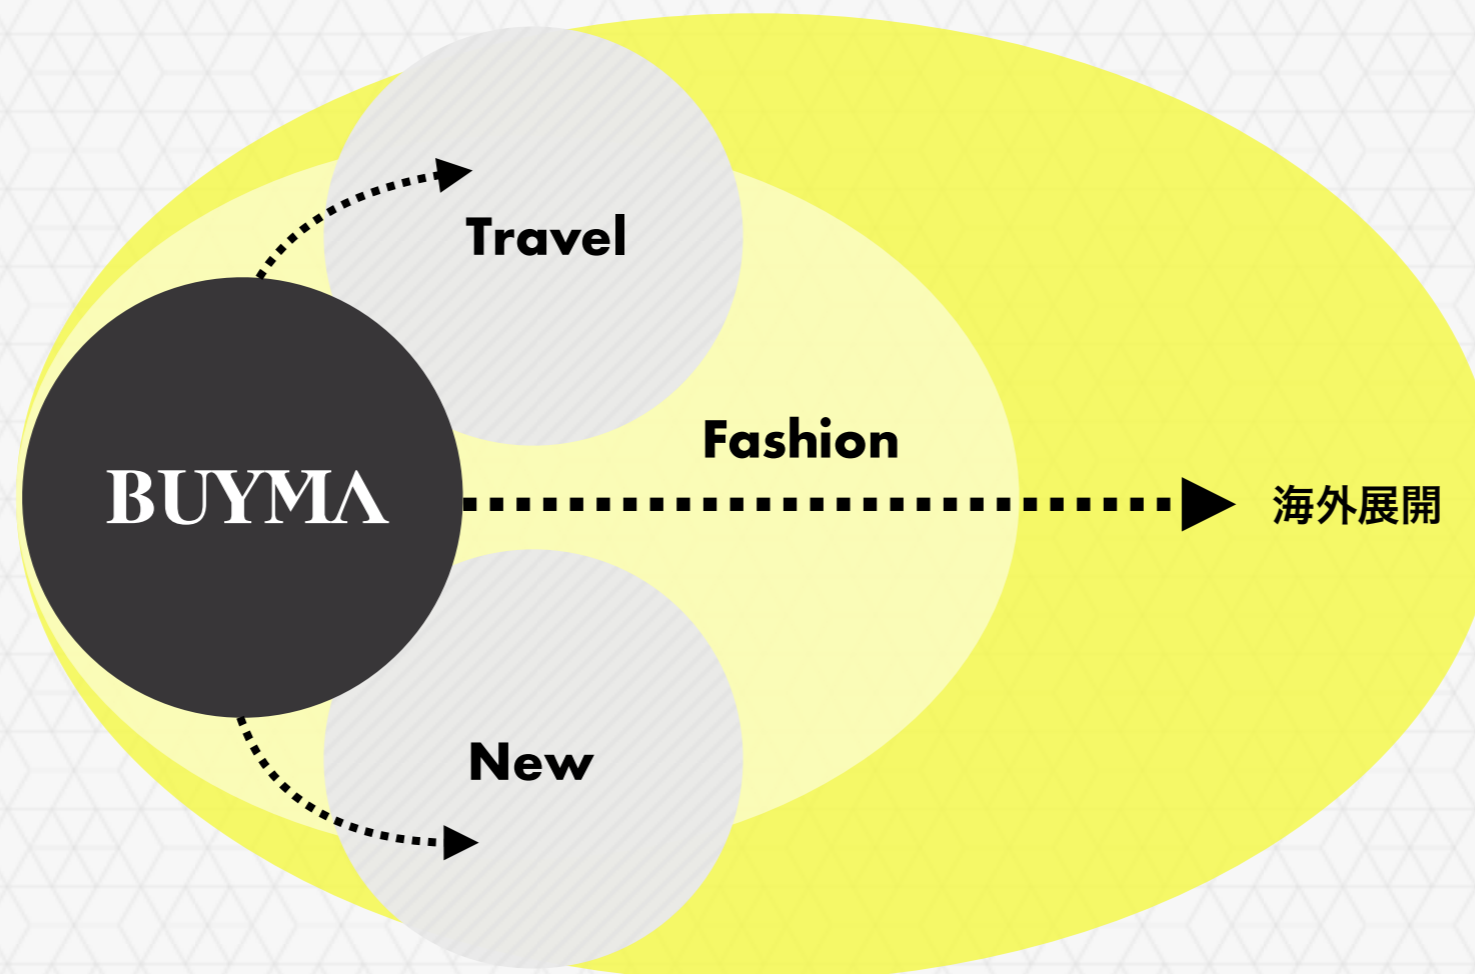 Travel
Fashion
BUYMA
海外展開
New